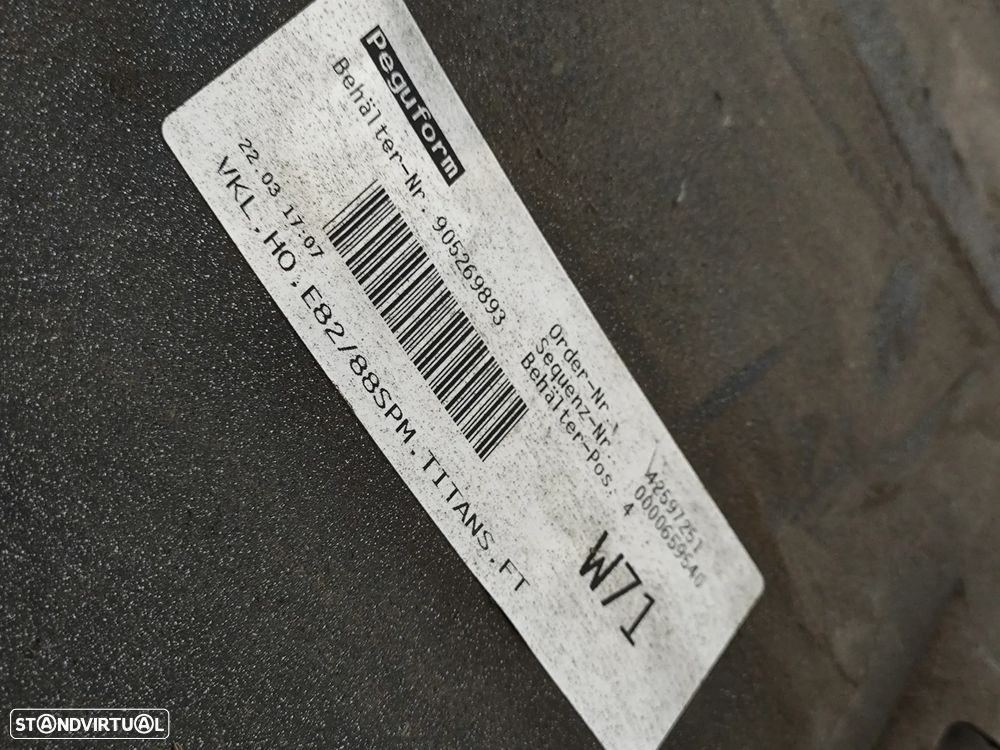 Peguform
Behälter-Nr. 905269893
22.03 17:07
VKL.HO.E82/88SPM.TITANS.FT
Order-Nr. 42597251
Sequenz-Nr. 0000659540
Behälter-Pos. 4
W71
STANDVIRTUAL